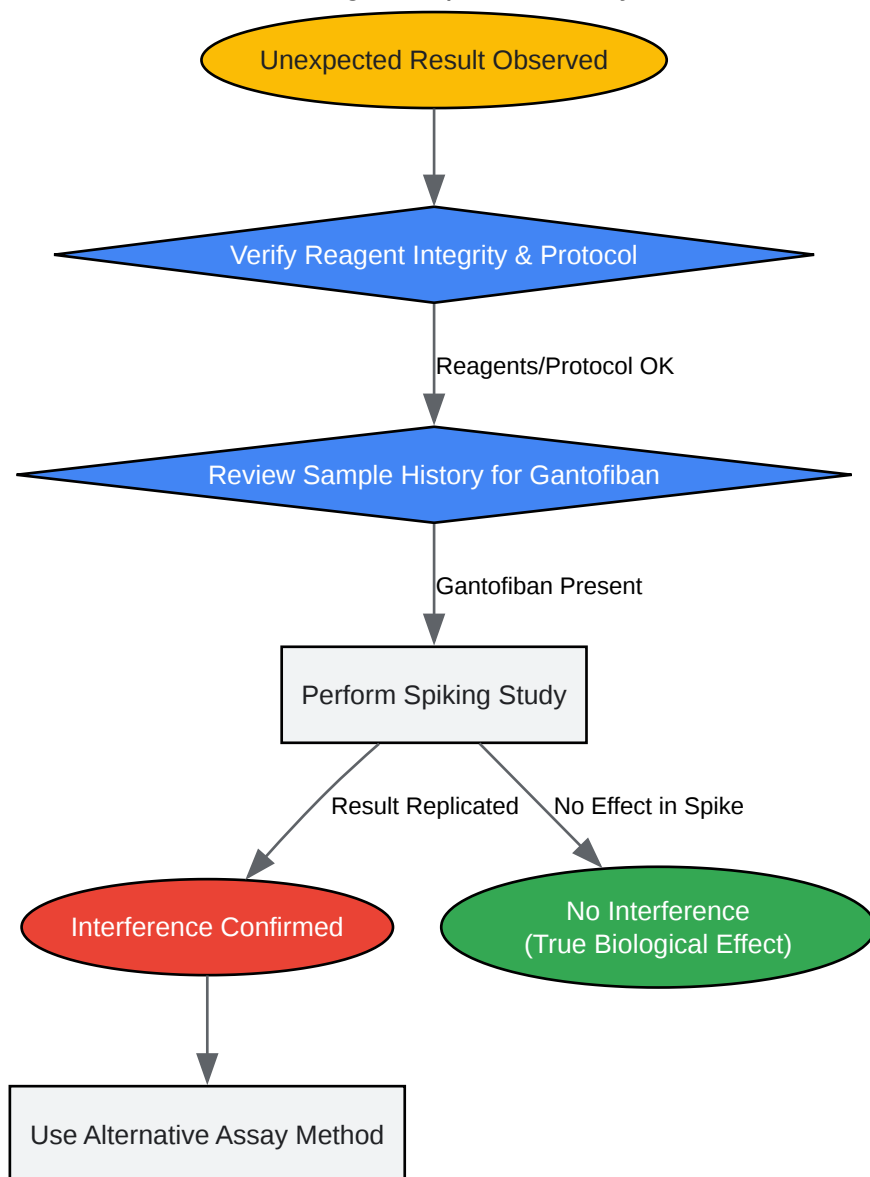 Unexpected Result Observed
Verify Reagent Integrity & Protocol
Reagents/Protocol OK
Review Sample History for Gantofiban
Gantofiban Present
Perform Spiking Study
Result Replicated
No Effect in Spike
Interference Confirmed
No Interference
(True Biological Effect)
Use Alternative Assay Method